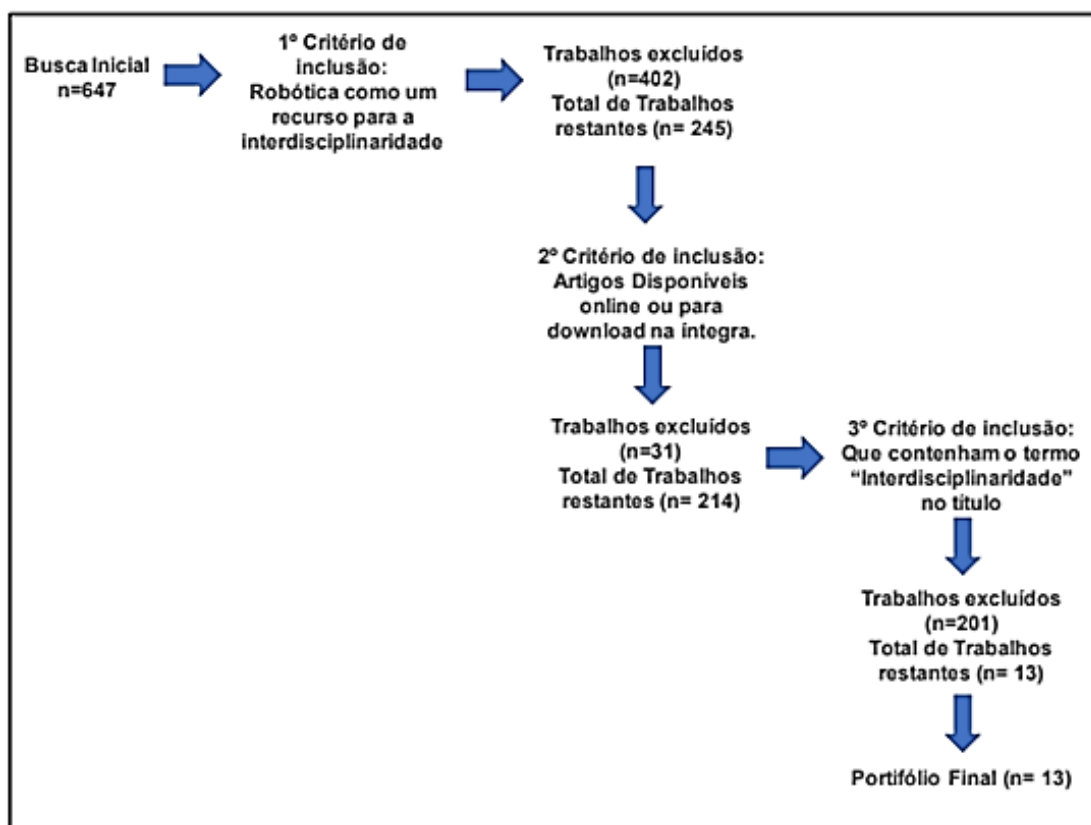 Busca Inicial
n=647
1º Critério de
inclusão:
Robótica como um
recurso para a
interdisciplinaridade
Trabalhos excluídos
(n=402)
Total de Trabalhos
restantes (n= 245)
2º Critério de inclusão:
Artigos Disponíveis
online ou para
download na íntegra.
Trabalhos excluídos
(n=31)
Total de Trabalhos
restantes (n= 214)
3º Critério de inclusão:
Que contenham o termo
“Interdisciplinaridade”
no título
Trabalhos excluídos
(n=201)
Total de Trabalhos
restantes (n= 13)
Portifólio Final (n= 13)